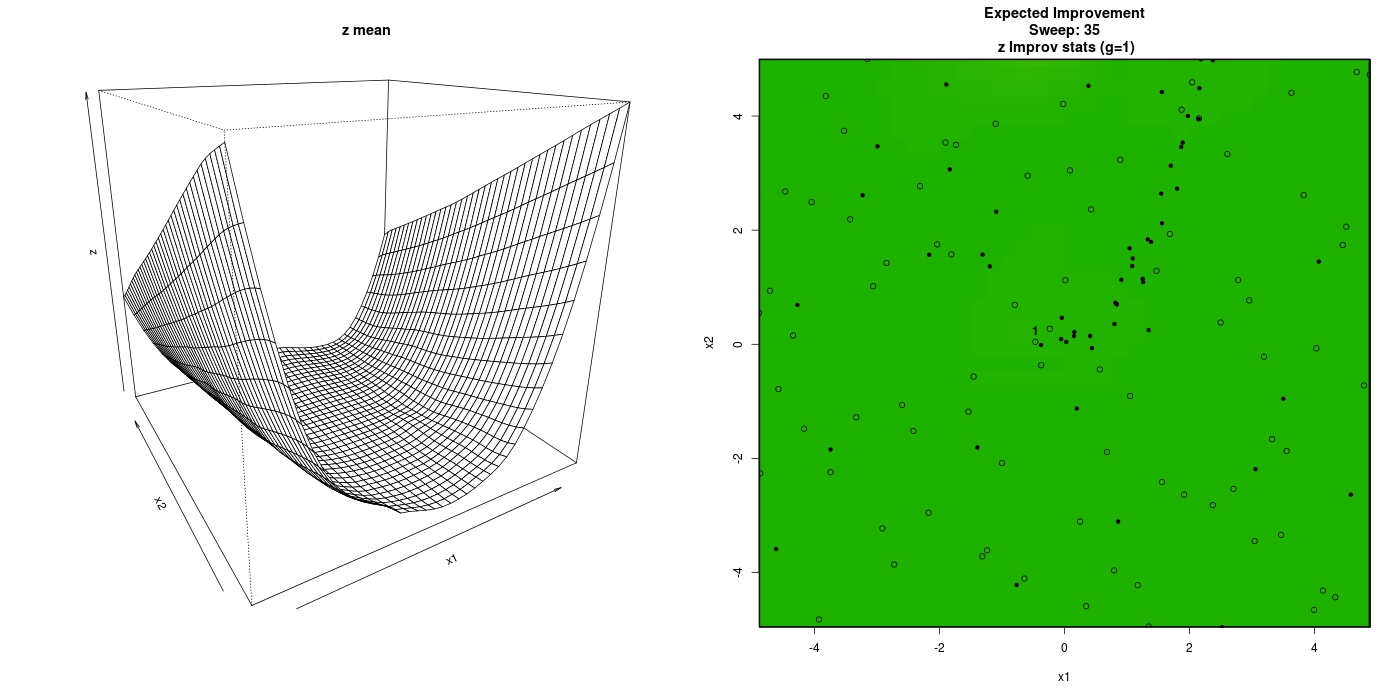 z mean
z
x2
x1
Expected Improvement
Sweep: 35
z Improv stats (g=1)
4
2
0
-2
-4
x2
1
-4
-2
0
2
4
x1